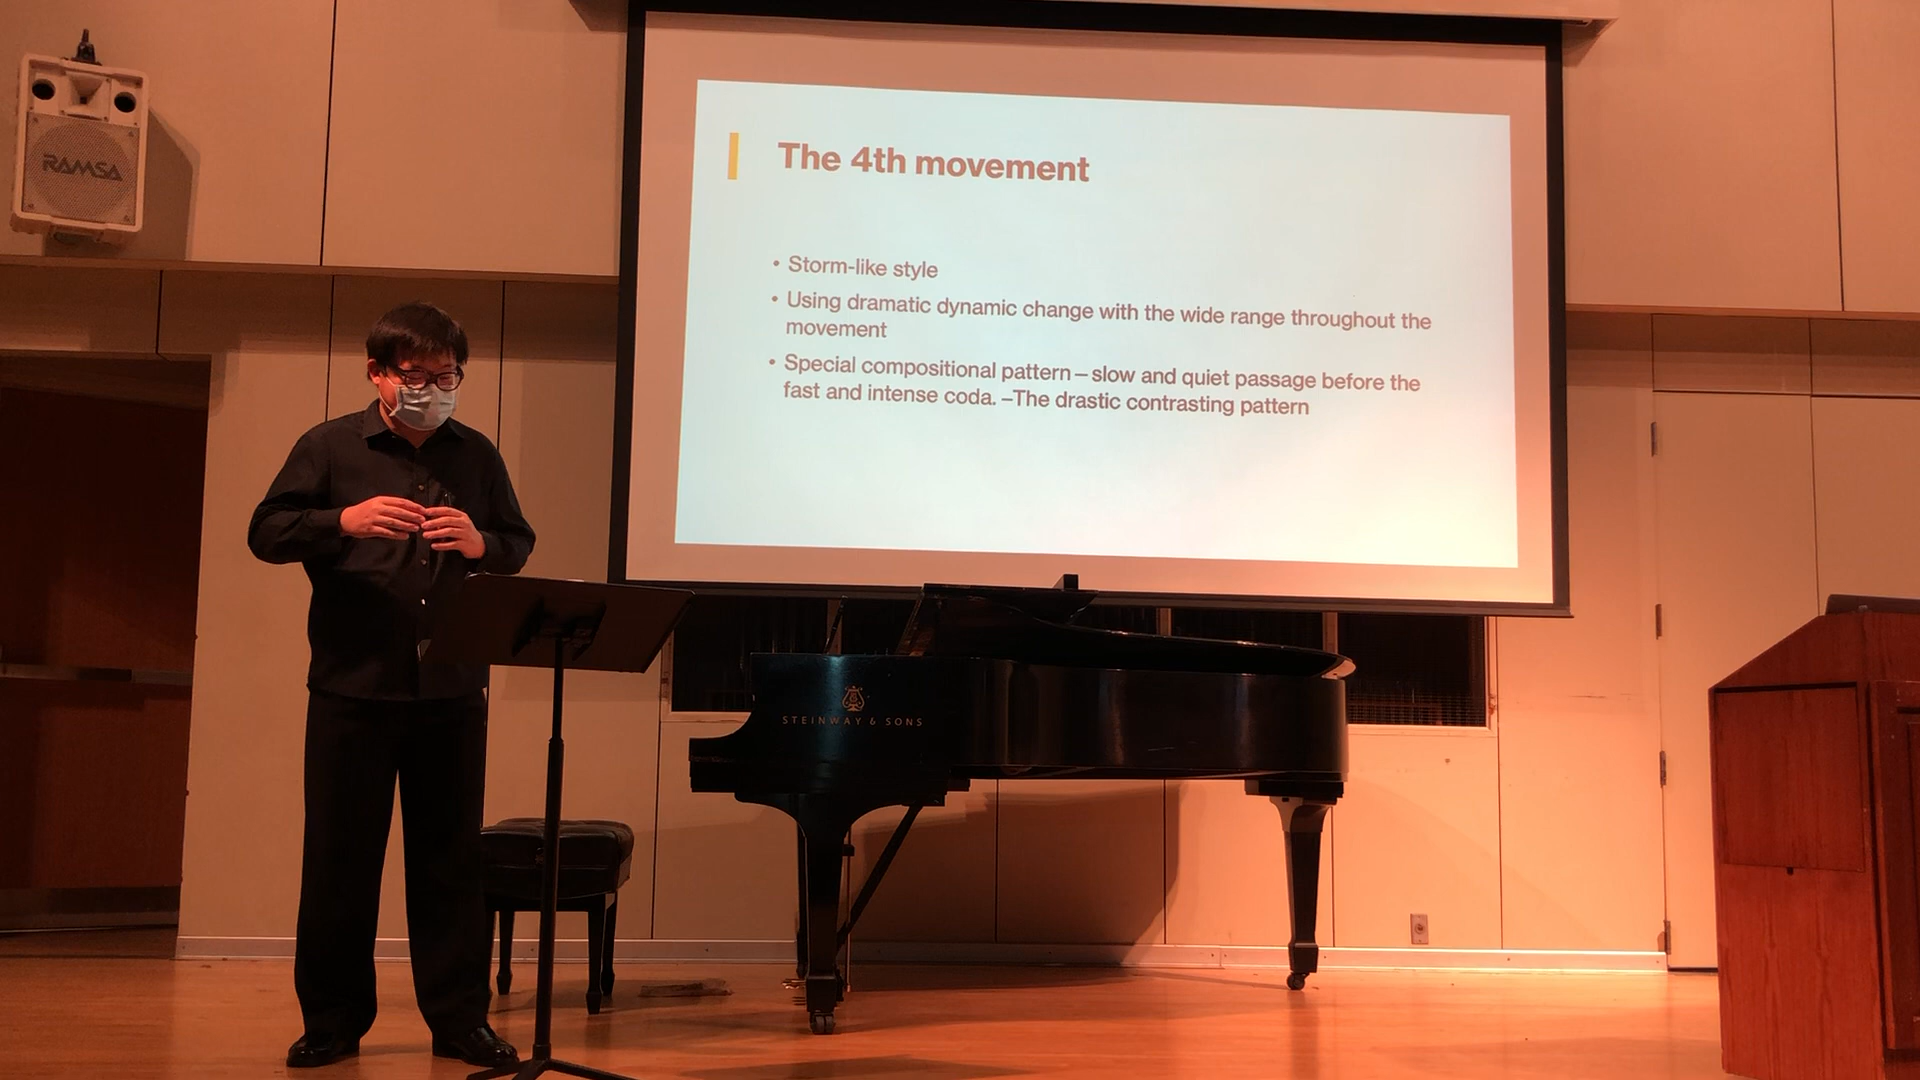 RAMSA
The 4th movement
• Storm-like style
• Using dramatic dynamic change with the wide range throughout the
movement
• Special compositional pattern – slow and quiet passage before the
fast and intense coda. –The drastic contrasting pattern
STEINWAY & SONS